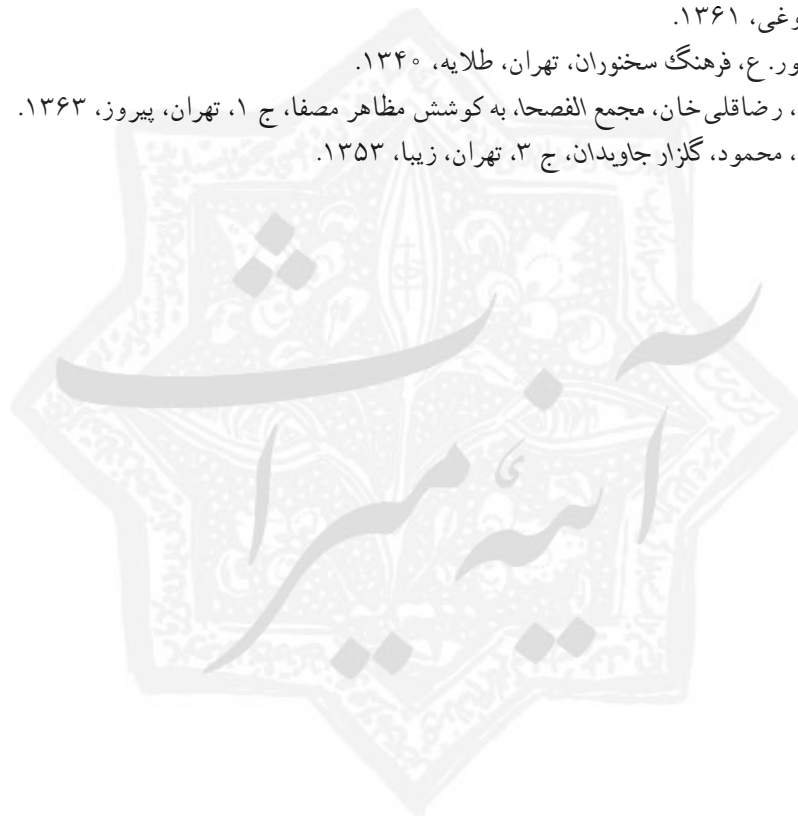 وغی، ۱۳۶۱.
ور. ع، فرهنگ سخنوران، تهران، طلایه، ۱۳۴۰.
، رضاقلی‌خان، مجمع الفصحا، به کوشش مظاهر مصفا، ج ۱، تهران، پیروز، ۱۳۶۳.
، محمود، گلزار جاویدان، ج ۳، تهران، زیبا، ۱۳۵۳.
آینهٔ میراث